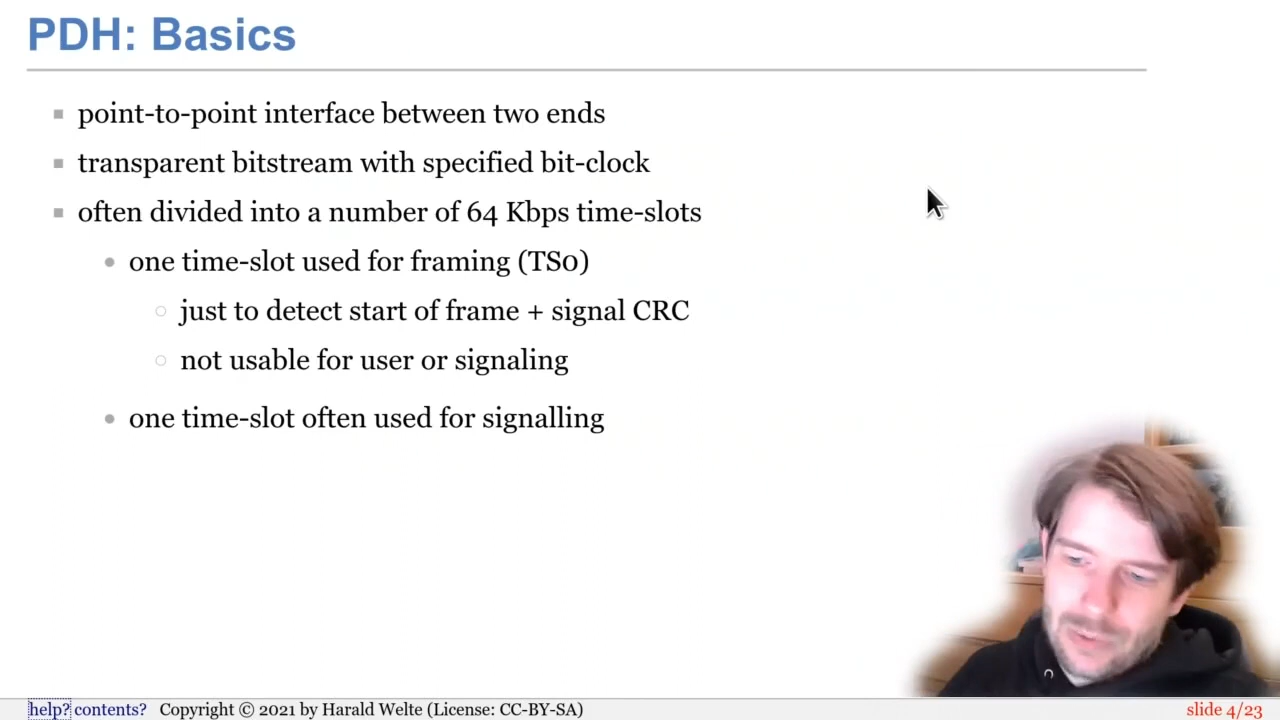 PDH: Basics
point-to-point interface between two ends
transparent bitstream with specified bit-clock
often divided into a number of 64 Kbps time-slots
one time-slot used for framing (TS0)
just to detect start of frame + signal CRC
not usable for user or signaling
one time-slot often used for signalling
help? contents? Copyright © 2021 by Harald Welte (License: CC-BY-SA) slide 4/23